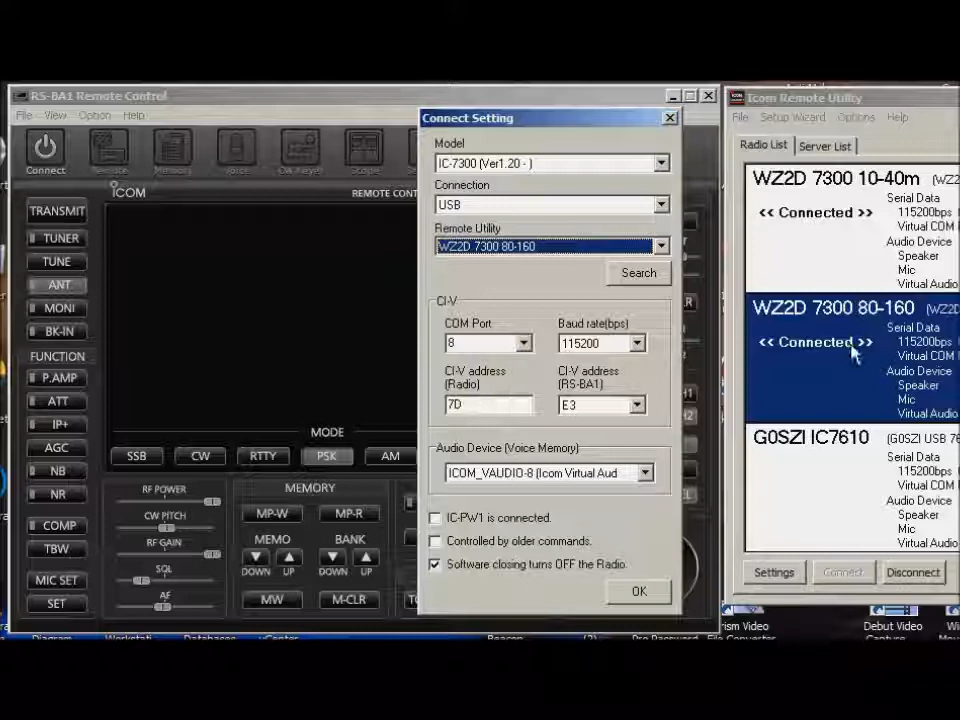 RS-BA1 Remote Control
File View Option Help
Connect
Remote
Memory
Voice
Scope
ICOM
REMOTE CONT
TRANSMIT
TUNER
TUNE
ANT
MONI
BK-IN
FUNCTION
P.AMP
ATT
IP+
AGC
NB
NR
COMP
TBW
MIC SET
SET
MODE
SSB CW RTTY PSK AM
RF POWER
CW PITCH
RF GAIN
SQL
AF
MEMORY
MP-W MP-R
MEMO BANK
DOWN UP DOWN UP
MW M-CLR
Connect Setting
Model
IC-7300 (Ver1.20 - )
Connection
USB
Remote Utility
WZ2D 7300 80-160
Search
CI-V
COM Port Baud rate(bps)
8 115200
CI-V address
(Radio)
CI-V address
(RS-BA1)
7D E3
Audio Device (Voice Memory)
ICOM_VAUDIO-8 (Icom Virtual Aud
IC-PW1 is connected.
Controlled by older commands.
Software closing turns OFF the Radio.
OK
Icom Remote Utility
File Setup Wizard Options Help
Radio List Server List
WZ2D 7300 10-40m (WZ2
Serial Data
<< Connected >> 115200bps
Virtual COM
Audio Device
Speaker
Mic
Virtual Audio
WZ2D 7300 80-160 (WZ2D
Serial Data
<< Connected >> 115200bps
Virtual COM
Audio Device
Speaker
Mic
Virtual Audio
G0SZI IC7610 (G0SZI USB 76
Serial Data
115200bps
Virtual COM
Audio Device
Speaker
Mic
Virtual Audio
Settings Connect Disconnect
Debut Video
Capture